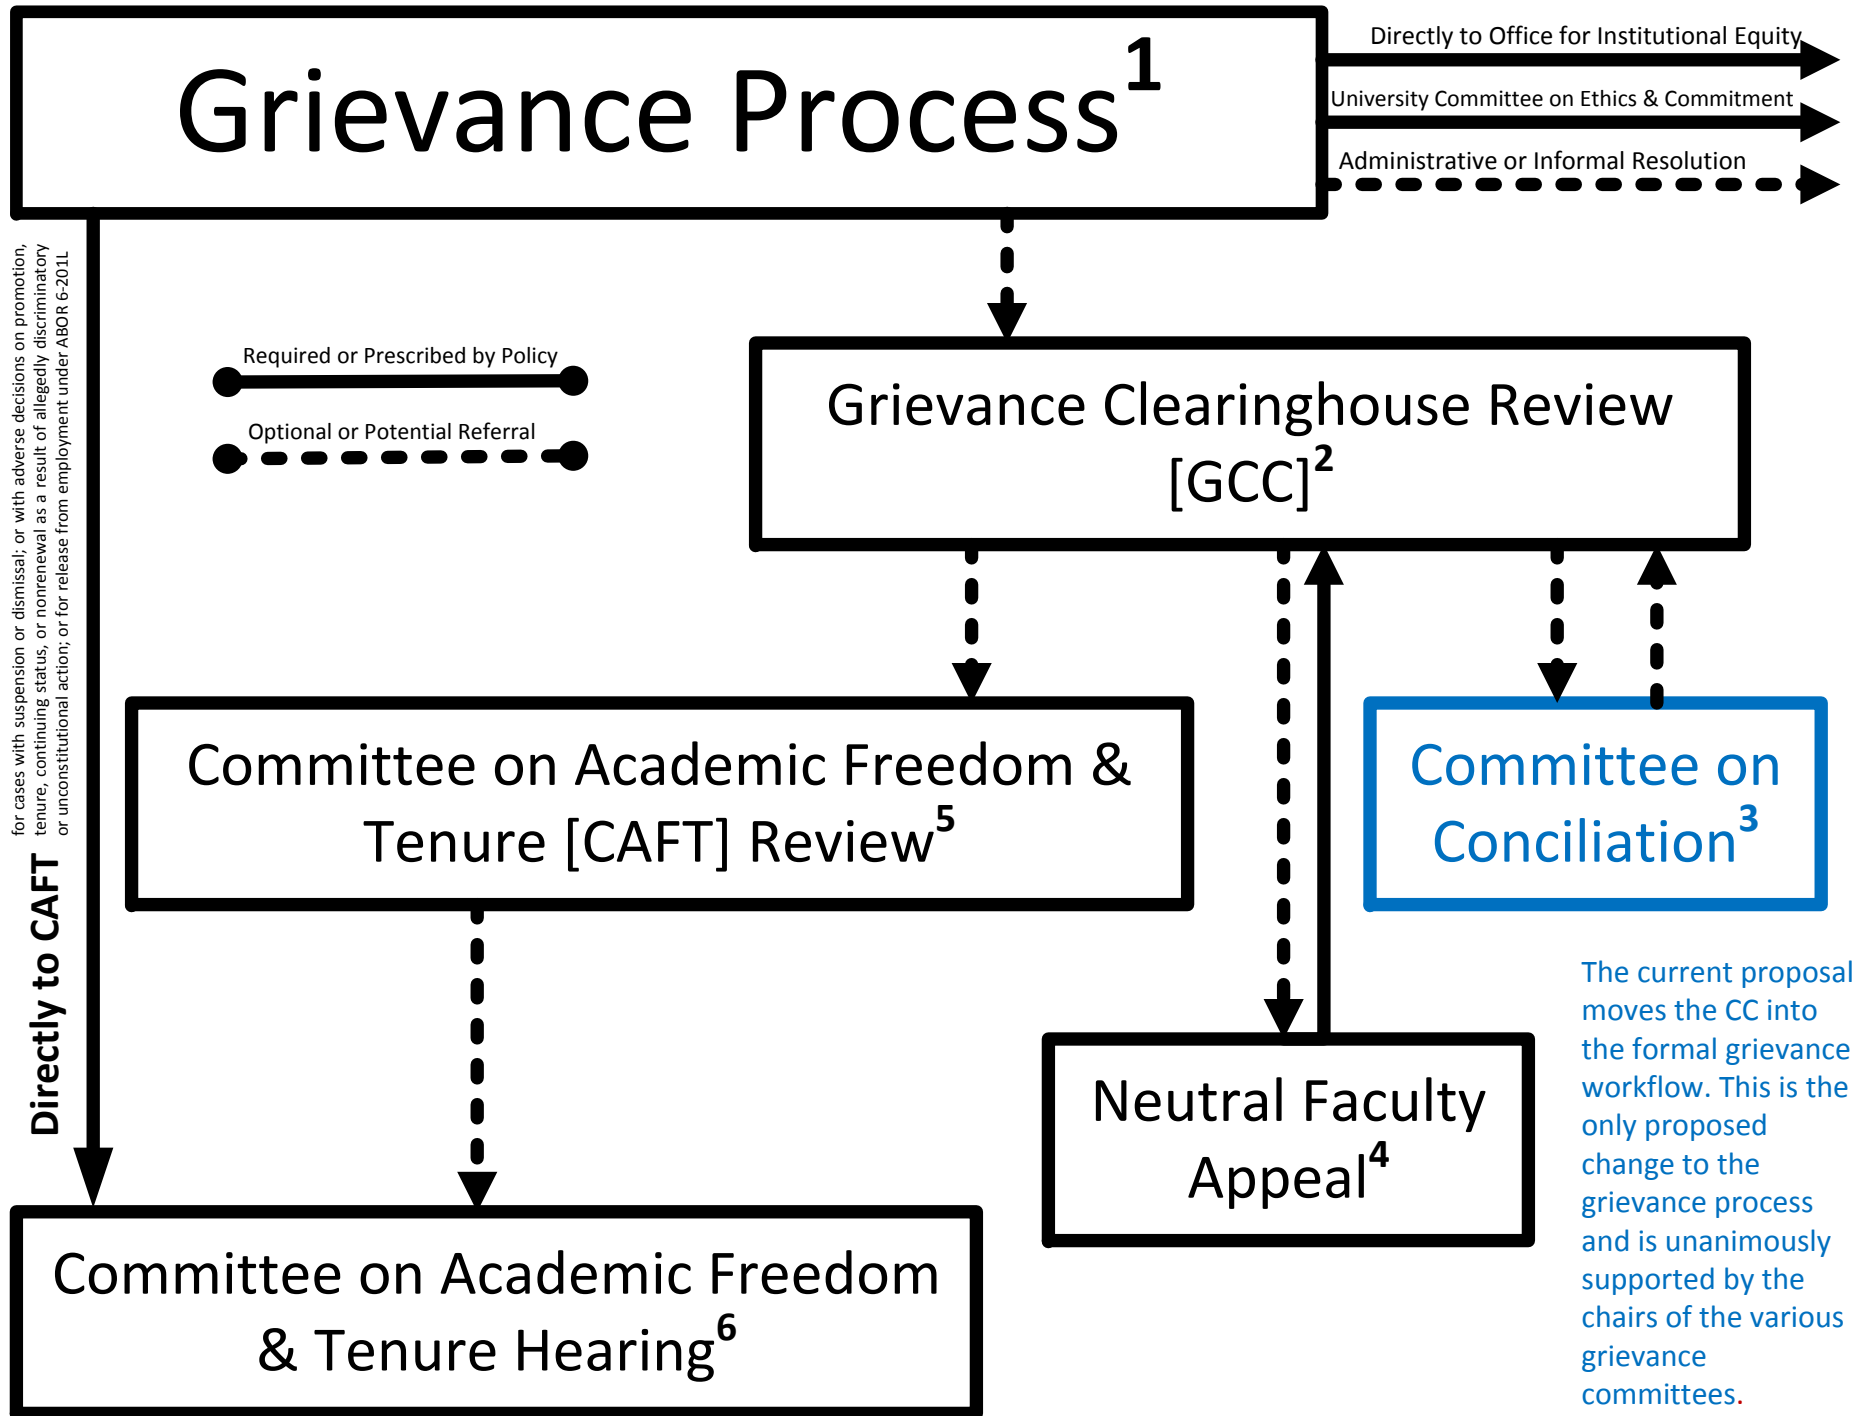 Grievance Process1
Directly to Office for Institutional Equity
University Committee on Ethics & Commitment
Administrative or Informal Resolution
for cases with suspension or dismissal; or with adverse decisions on promotion,
tenure, continuing status, or nonrenewal as a result of allegedly discriminatory
or unconstitutional action; or for release from employment under ABOR 6-201L
Directly to CAFT
Required or Prescribed by Policy
Optional or Potential Referral
Grievance Clearinghouse Review
[GCC]2
Committee on Academic Freedom &
Tenure [CAFT] Review5
Committee on
Conciliation3
Neutral Faculty
Appeal4
Committee on Academic Freedom
& Tenure Hearing6
The current proposal
moves the CC into
the formal grievance
workflow. This is the
only proposed
change to the
grievance process
and is unanimously
supported by the
chairs of the various
grievance
committees.